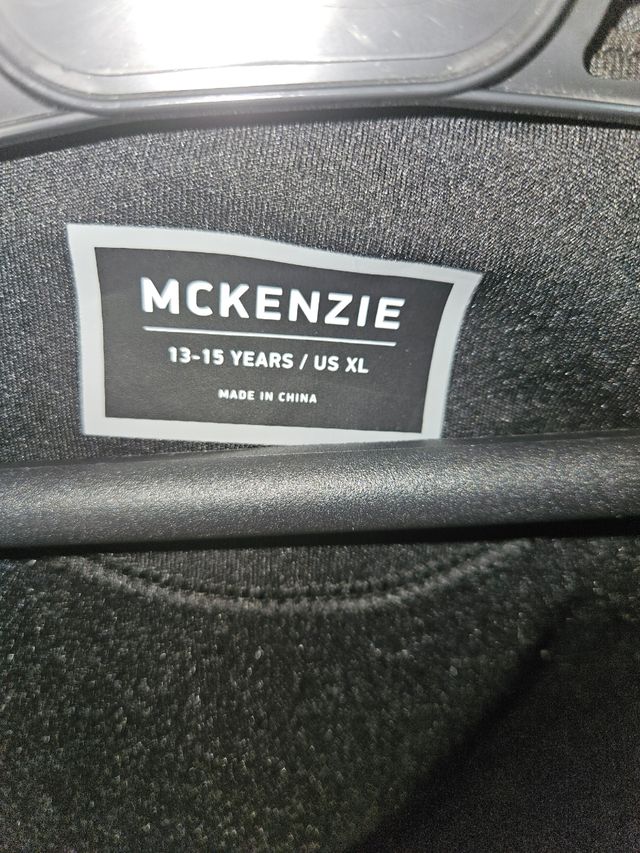 MCKENZIE
13-15 YEARS / US XL
MADE IN CHINA